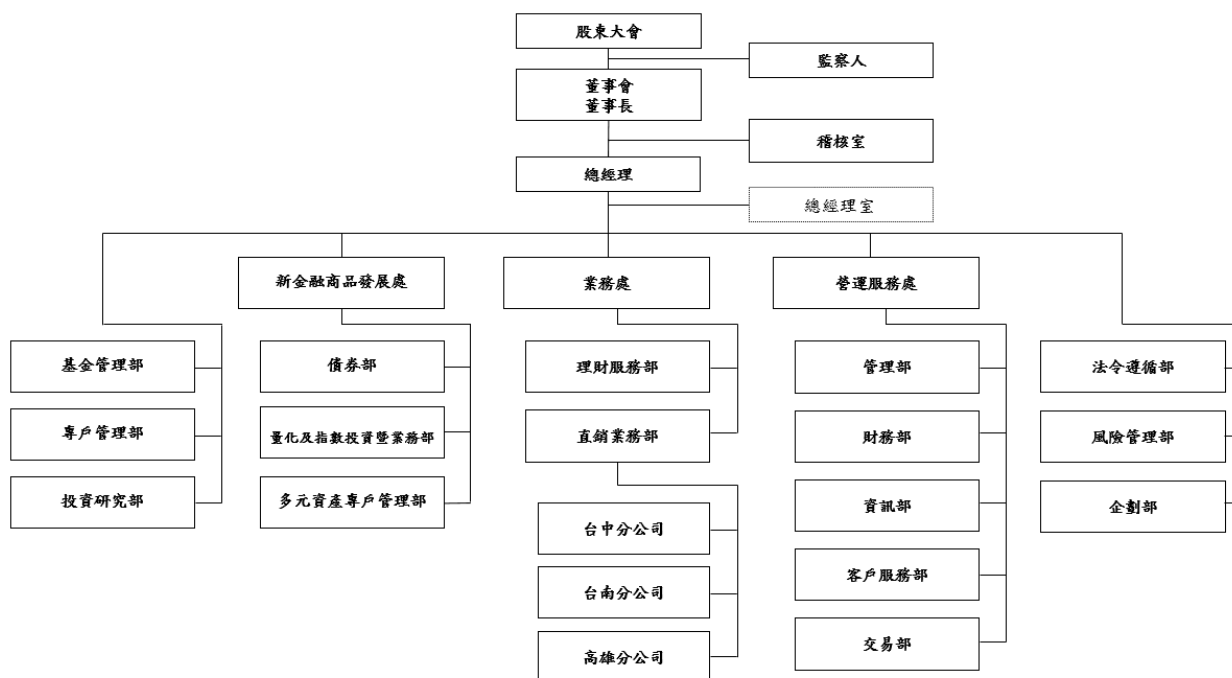 股東大會
監察人
董事會
董事長
稽核室
總經理
總經理室
新金融商品發展處
業務處
營運服務處
基金管理部
債券部
理財服務部
管理部
法令遵循部
專戶管理部
量化及指數投資暨業務部
直銷業務部
財務部
風險管理部
投資研究部
多元資產專戶管理部
資訊部
企劃部
台中分公司
客戶服務部
台南分公司
交易部
高雄分公司